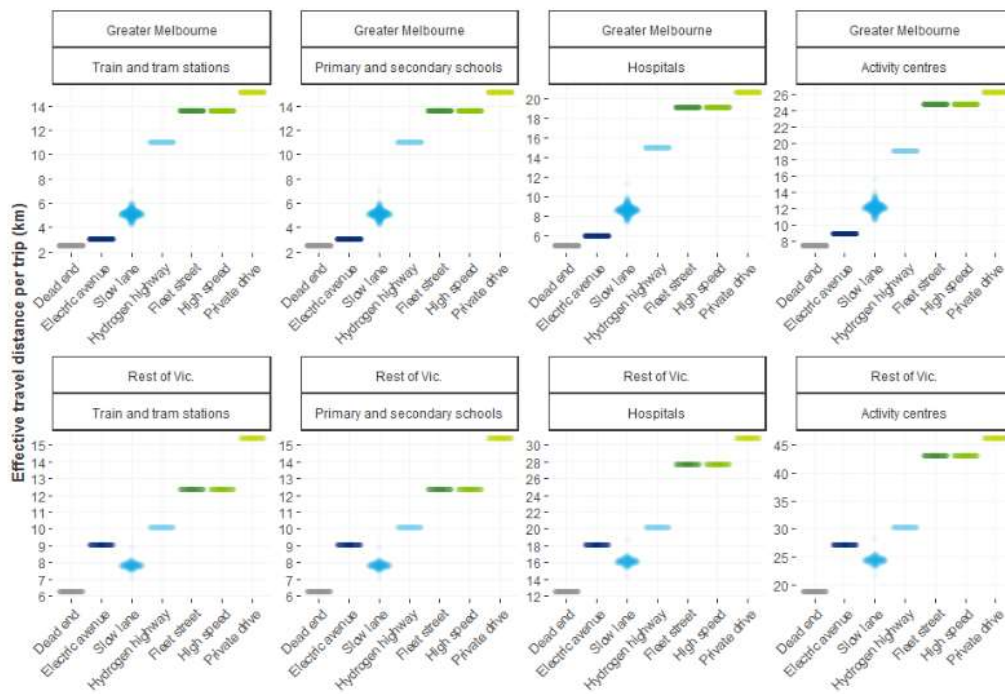 Greater Melbourne
Train and tram stations
14
12
10
8
6
4
2
Dead end
Electric avenue
Slow lane
Hydrogen highway
Fleet street
High speed
Private drive
Greater Melbourne
Primary and secondary schools
14
12
10
8
6
4
2
Dead end
Electric avenue
Slow lane
Hydrogen highway
Fleet street
High speed
Private drive
Greater Melbourne
Hospitals
20
18
16
14
12
10
8
6
Dead end
Electric avenue
Slow lane
Hydrogen highway
Fleet street
High speed
Private drive
Greater Melbourne
Activity centres
26
24
22
20
18
16
14
12
10
8
Dead end
Electric avenue
Slow lane
Hydrogen highway
Fleet street
High speed
Private drive
Effective travel distance per trip (km)
Rest of Vic.
Train and tram stations
15
14
13
12
11
10
9
8
7
6
Dead end
Electric avenue
Slow lane
Hydrogen highway
Fleet street
High speed
Private drive
Rest of Vic.
Primary and secondary schools
15
14
13
12
11
10
9
8
7
6
Dead end
Electric avenue
Slow lane
Hydrogen highway
Fleet street
High speed
Private drive
Rest of Vic.
Hospitals
30
28
26
24
22
20
18
16
14
12
Dead end
Electric avenue
Slow lane
Hydrogen highway
Fleet street
High speed
Private drive
Rest of Vic.
Activity centres
45
40
35
30
25
20
Dead end
Electric avenue
Slow lane
Hydrogen highway
Fleet street
High speed
Private drive